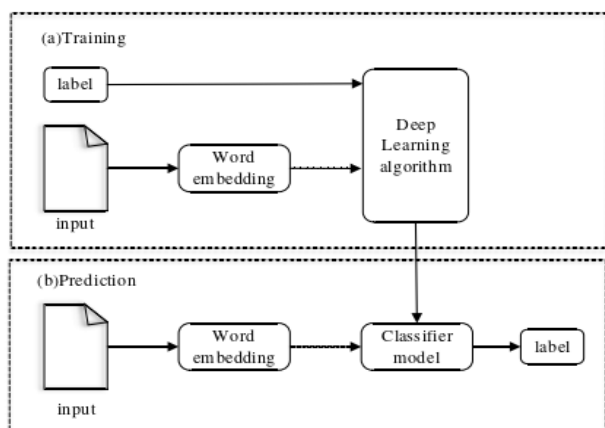 (a)Training
label
Word
embedding
Deep
Learning
algorithm
input
(b)Prediction
Word
embedding
Classifier
model
label
input